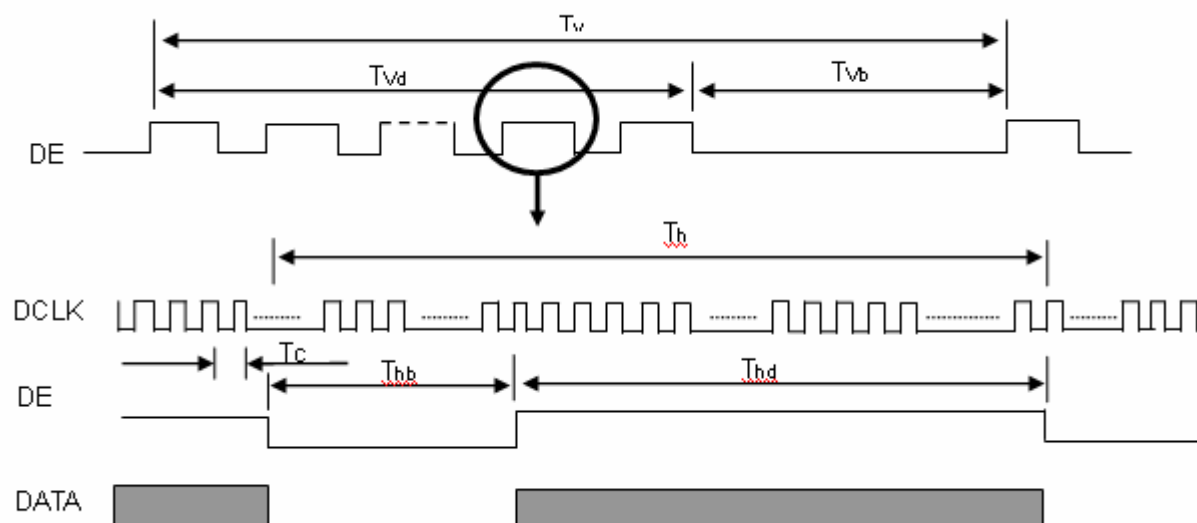 Tv
TVd TVb
DE
Th
DCLK
TC
Thb Thd
DE
DATA